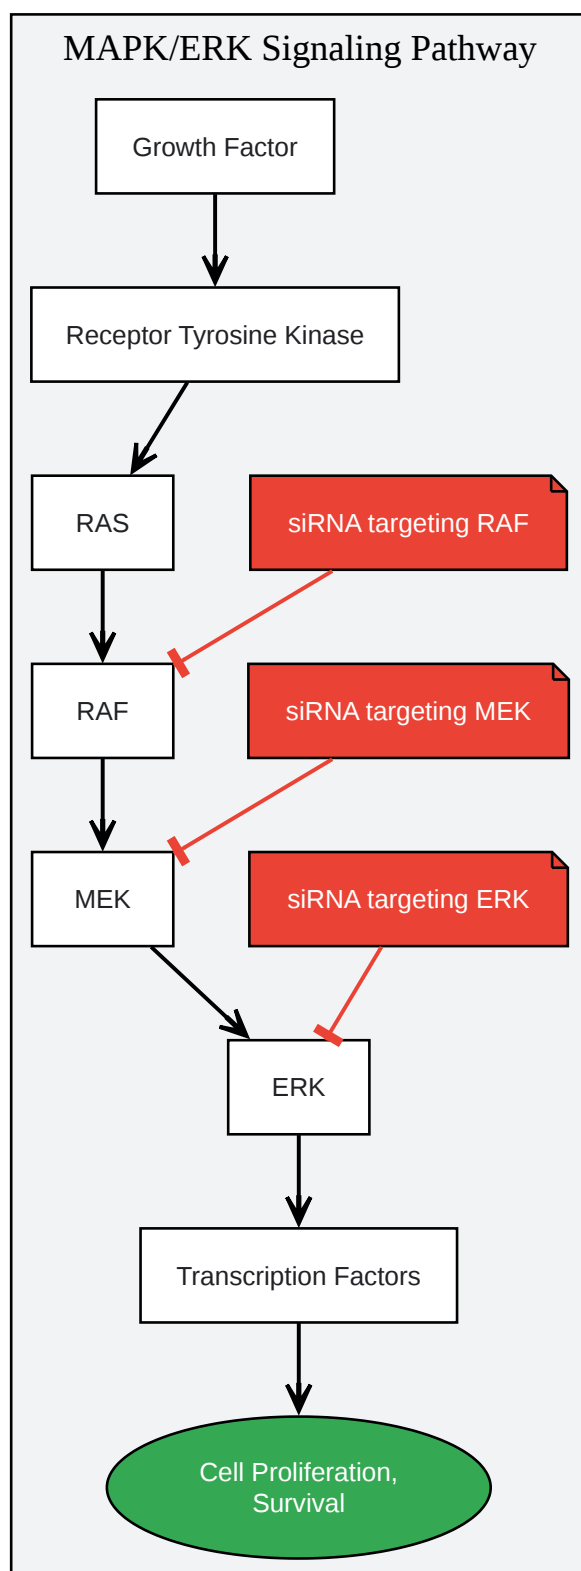 MAPK/ERK Signaling Pathway
Growth Factor
Receptor Tyrosine Kinase
RAS
siRNA targeting RAF
RAF
siRNA targeting MEK
MEK
siRNA targeting ERK
ERK
Transcription Factors
Cell Proliferation,
Survival